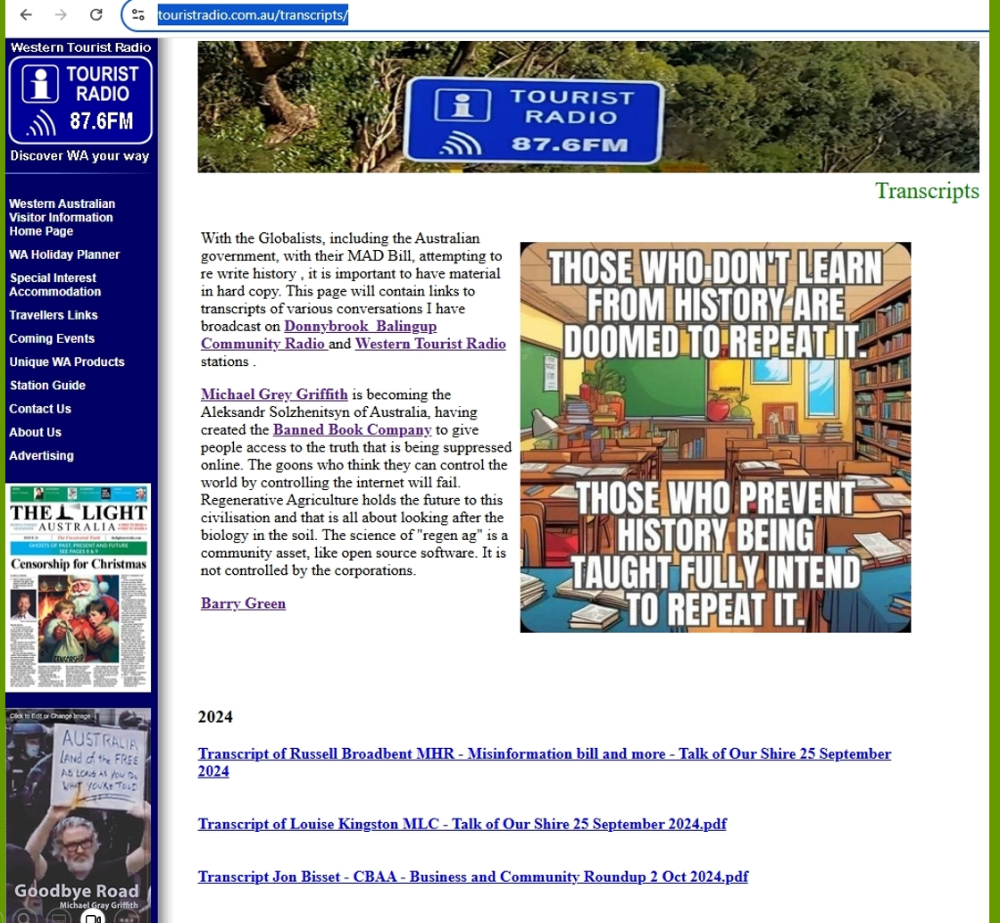 touristradio.com.au/transcripts/
Western Tourist Radio
TOURIST
RADIO
87.6FM
Discover WA your way
Western Australian
Visitor Information
Home Page
WA Holiday Planner
Special Interest
Accommodation
Travellers Links
Coming Events
Unique WA Products
Station Guide
Contact Us
About Us
Advertising
THE LIGHT
AUSTRALIA
The Uncensored Truth
GHOSTS OF PAST, PRESENT AND FUTURE
SEE PAGES 8 & 9
Censorship for Christmas
CENSORSHIP
Click to Edit or Change Image
AUSTRALIA
LAND of the FREE
AS LONG AS YOU DO
WHAT YOU'RE TOLD
Goodbye Road
Michael Gray Griffith
TOURIST
RADIO
87.6FM
Transcripts
With the Globalists, including the Australian
government, with their MAD Bill, attempting to
re write history , it is important to have material
in hard copy. This page will contain links to
transcripts of various conversations I have
broadcast on Donnybrook Balingup
Community Radio and Western Tourist Radio
stations .
Michael Grey Griffith is becoming the
Aleksandr Solzhenitsyn of Australia, having
created the Banned Book Company to give
people access to the truth that is being suppressed
online. The goons who think they can control the
world by controlling the internet will fail.
Regenerative Agriculture holds the future to this
civilisation and that is all about looking after the
biology in the soil. The science of "regen ag" is a
community asset, like open source software. It is
not controlled by the corporations.
Barry Green
THOSE WHO DON'T LEARN
FROM HISTORY ARE
DOOMED TO REPEAT IT.
THOSE WHO PREVENT
HISTORY BEING
TAUGHT FULLY INTEND
TO REPEAT IT.
2024
Transcript of Russell Broadbent MHR - Misinformation bill and more - Talk of Our Shire 25 September
2024
Transcript of Louise Kingston MLC - Talk of Our Shire 25 September 2024.pdf
Transcript Jon Bisset - CBAA - Business and Community Roundup 2 Oct 2024.pdf